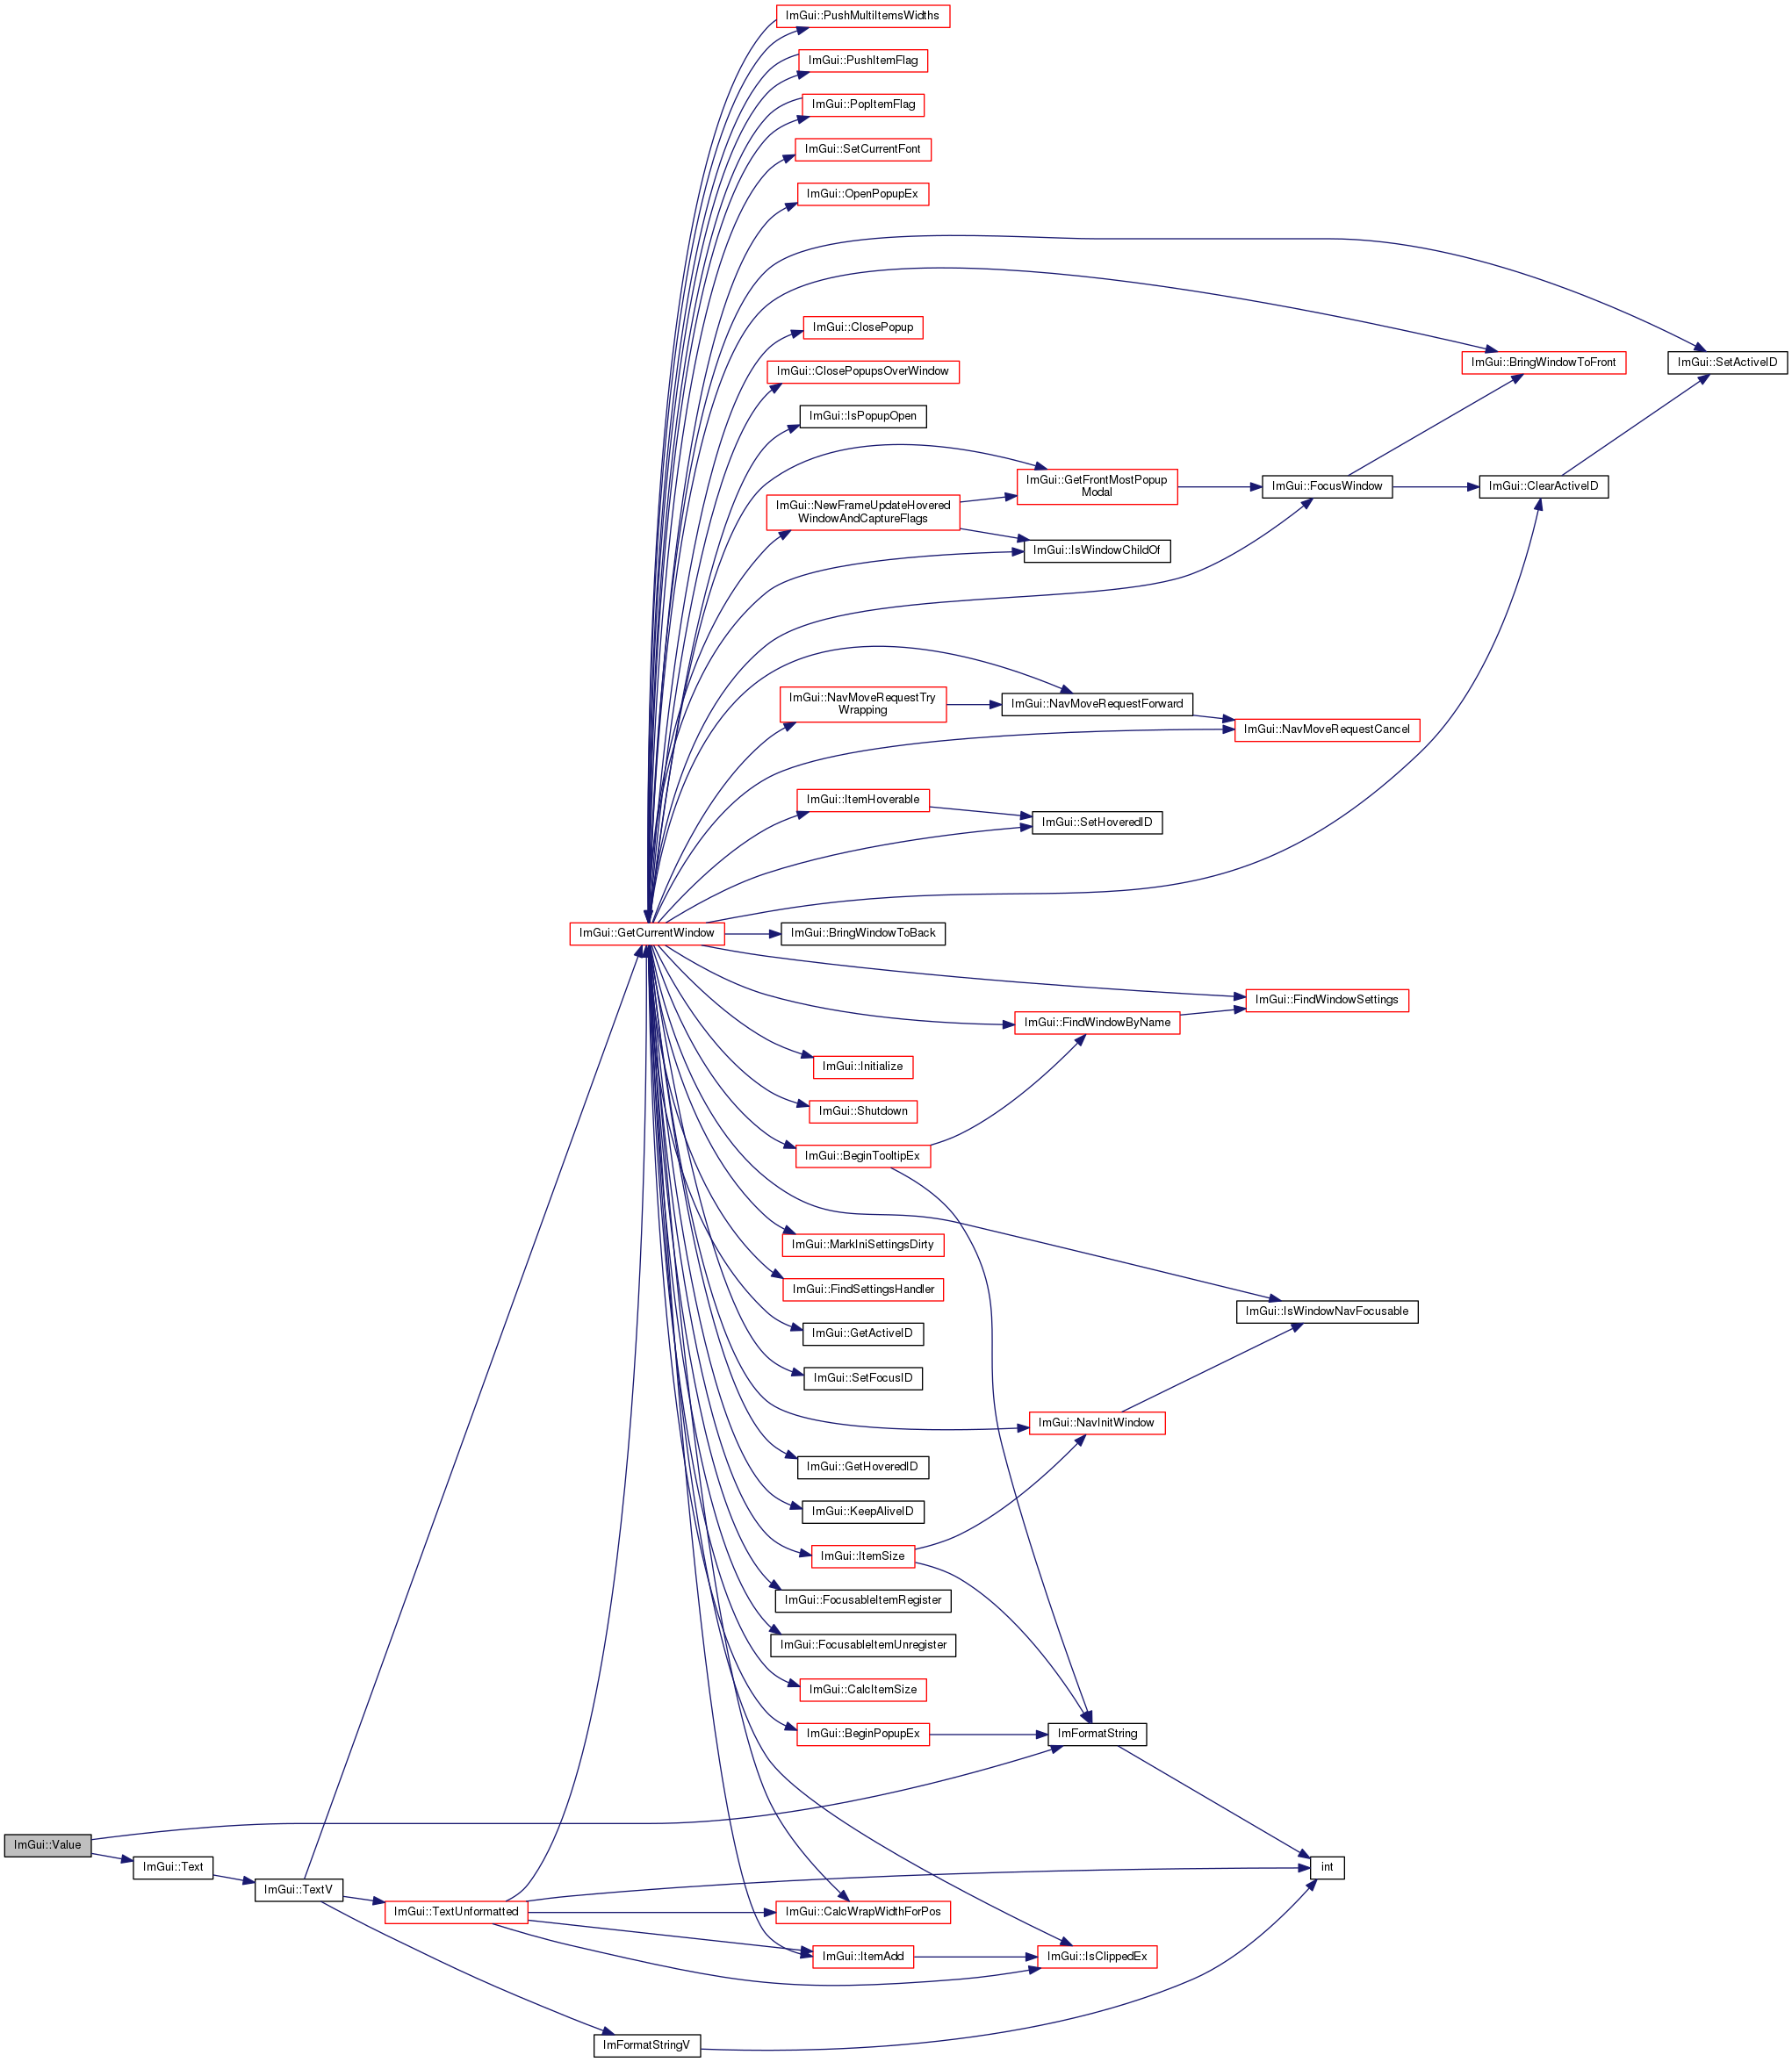 ImGui::PushMultiItemsWidths
ImGui::PushItemFlag
ImGui::PopItemFlag
ImGui::SetCurrentFont
ImGui::OpenPopupEx
ImGui::ClosePopup
ImGui::BringWindowToFront
ImGui::SetActiveID
ImGui::ClosePopupsOverWindow
ImGui::IsPopupOpen
ImGui::GetFrontMostPopup
Modal
ImGui::FocusWindow
ImGui::ClearActiveID
ImGui::NewFrameUpdateHovered
WindowAndCaptureFlags
ImGui::IsWindowChildOf
ImGui::NavMoveRequestTry
Wrapping
ImGui::NavMoveRequestForward
ImGui::NavMoveRequestCancel
ImGui::ItemHoverable
ImGui::SetHoveredID
ImGui::GetCurrentWindow
ImGui::BringWindowToBack
ImGui::FindWindowSettings
ImGui::FindWindowByName
ImGui::Initialize
ImGui::Shutdown
ImGui::BeginTooltipEx
ImGui::MarkIniSettingsDirty
ImGui::FindSettingsHandler
ImGui::IsWindowNavFocusable
ImGui::GetActiveID
ImGui::SetFocusID
ImGui::NavInitWindow
ImGui::GetHoveredID
ImGui::KeepAliveID
ImGui::ItemSize
ImGui::FocusableItemRegister
ImGui::FocusableItemUnregister
ImGui::CalcItemSize
ImGui::BeginPopupEx
ImFormatString
ImGui::Value
ImGui::Text
int
ImGui::TextV
ImGui::TextUnformatted
ImGui::CalcWrapWidthForPos
ImGui::ItemAdd
ImGui::IsClippedEx
ImFormatStringV